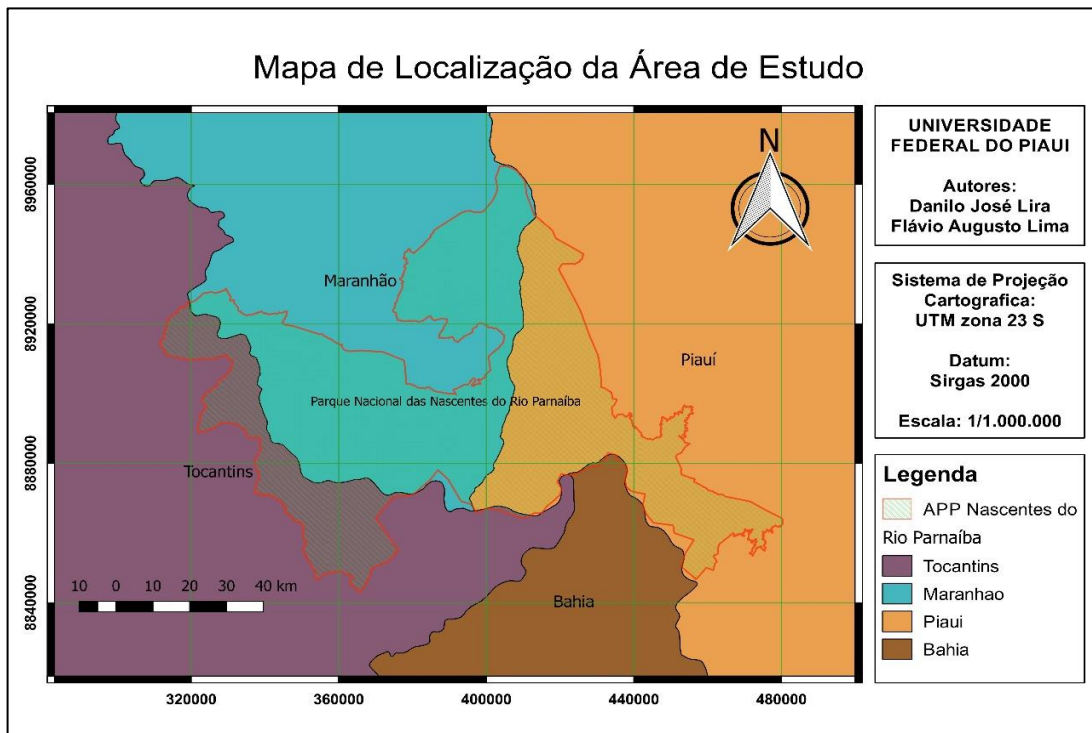 Mapa de Localização da Área de Estudo
N
8960000
8920000
8880000
8840000
Maranhão
Piauí
Parque Nacional das Nascentes do Rio Parnaíba
Tocantins
Bahia
10 0 10 20 30 40 km
320000 360000 400000 440000 480000
UNIVERSIDADE
FEDERAL DO PIAUI
Autores:
Danilo José Lira
Flávio Augusto Lima
Sistema de Projeção
Cartografica:
UTM zona 23 S
Datum:
Sirgas 2000
Escala: 1/1.000.000
Legenda
APP Nascentes do
Rio Parnaíba
Tocantins
Maranhao
Piaui
Bahia